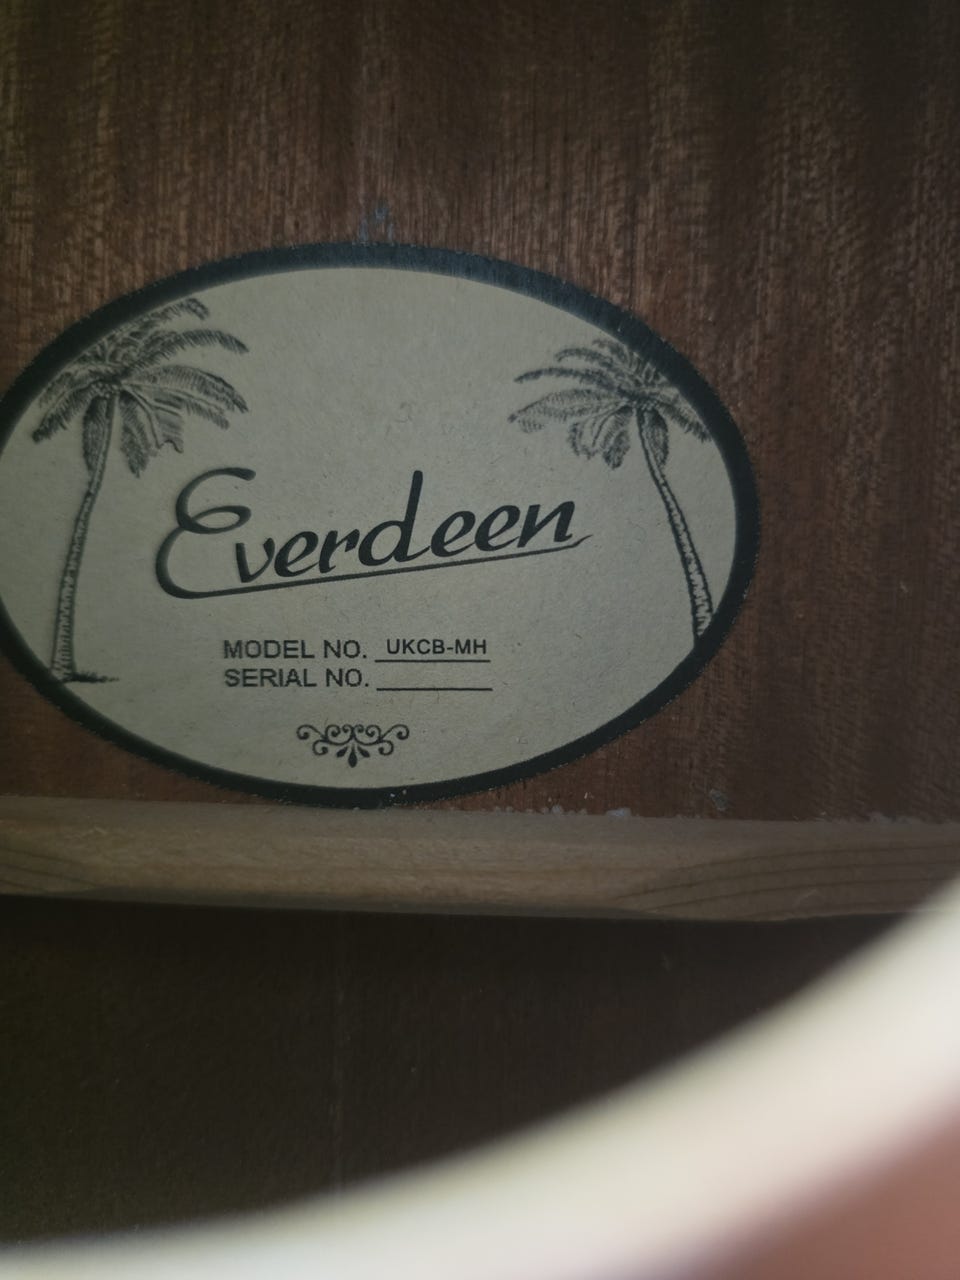 Everdeen
MODEL NO. UKCB-MH
SERIAL NO.